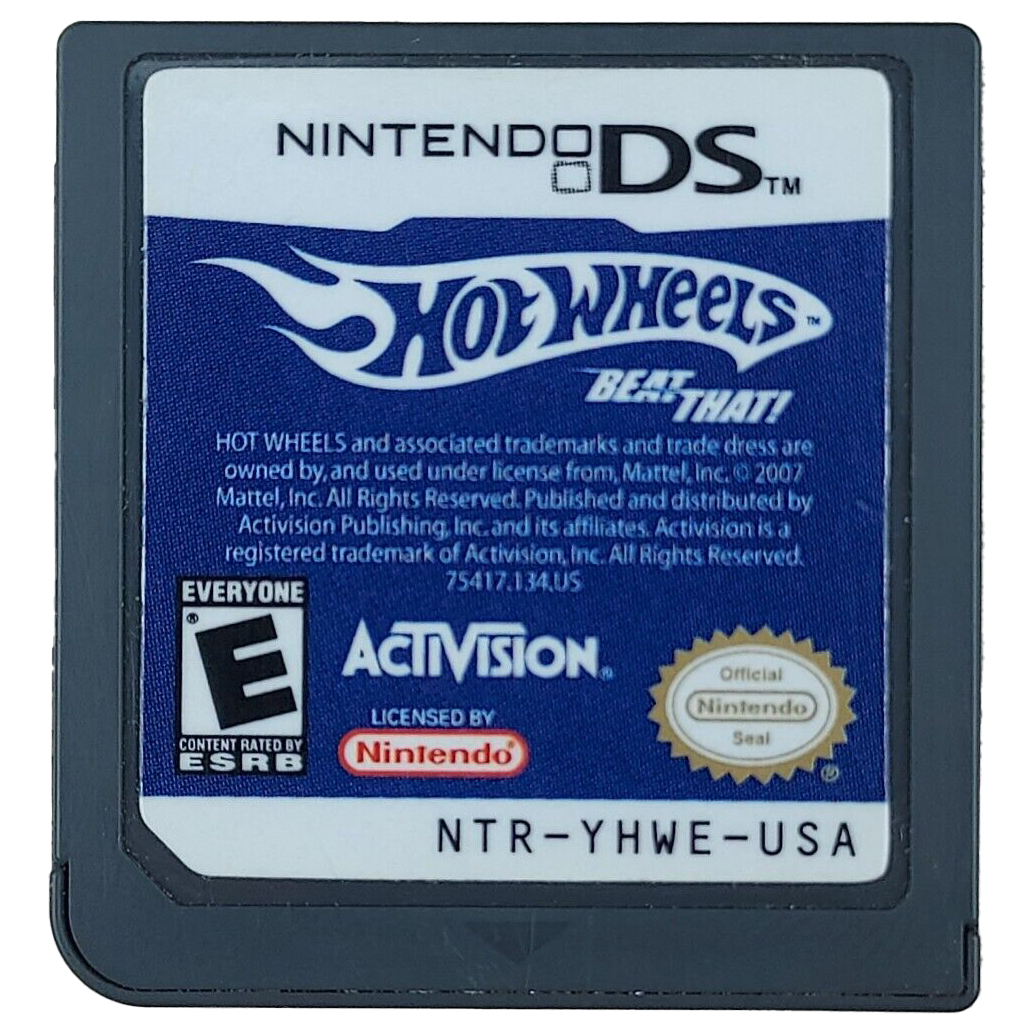 NINTENDO DS™
HOT WHEELS™
BEAT THAT!
HOT WHEELS and associated trademarks and trade dress are
owned by, and used under license from, Mattel, Inc. © 2007
Mattel, Inc. All Rights Reserved. Published and distributed by
Activision Publishing, Inc. and its affiliates. Activision is a
registered trademark of Activision, Inc. All Rights Reserved.
75417.134.US
EVERYONE
E®
CONTENT RATED BY
ESRB
ACTIVISION®
LICENSED BY
Nintendo®
Official
Nintendo
Seal
®
NTR-YHWE-USA